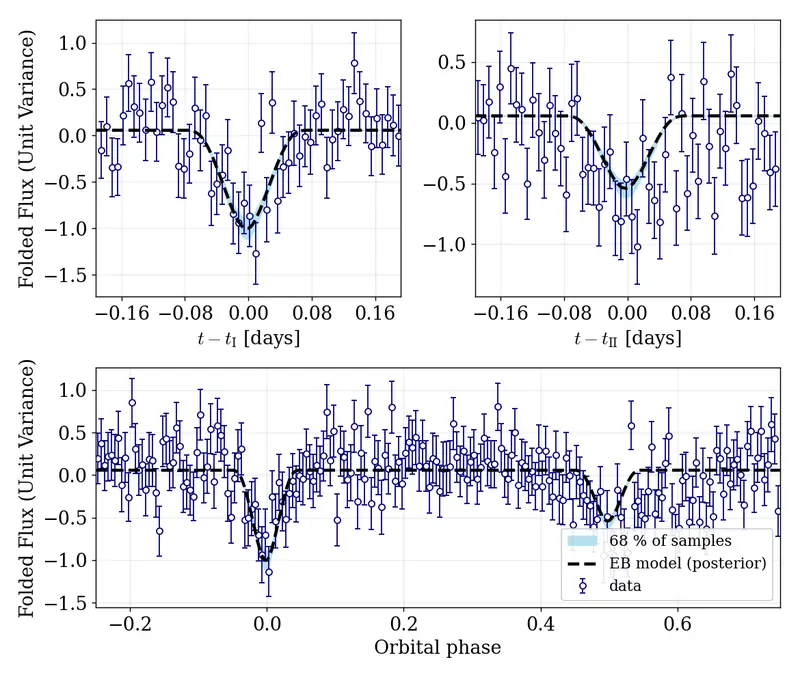 Folded Flux (Unit Variance)
1.0
0.5
0.0
−0.5
−1.0
−1.5
−0.16 −0.08 0.00 0.08 0.16
t − tI [days]
0.5
0.0
−0.5
−1.0
−0.16 −0.08 0.00 0.08 0.16
t − tII [days]
Folded Flux (Unit Variance)
1.0
0.5
0.0
−0.5
−1.0
−1.5
68 % of samples
EB model (posterior)
data
−0.2 0.0 0.2 0.4 0.6
Orbital phase